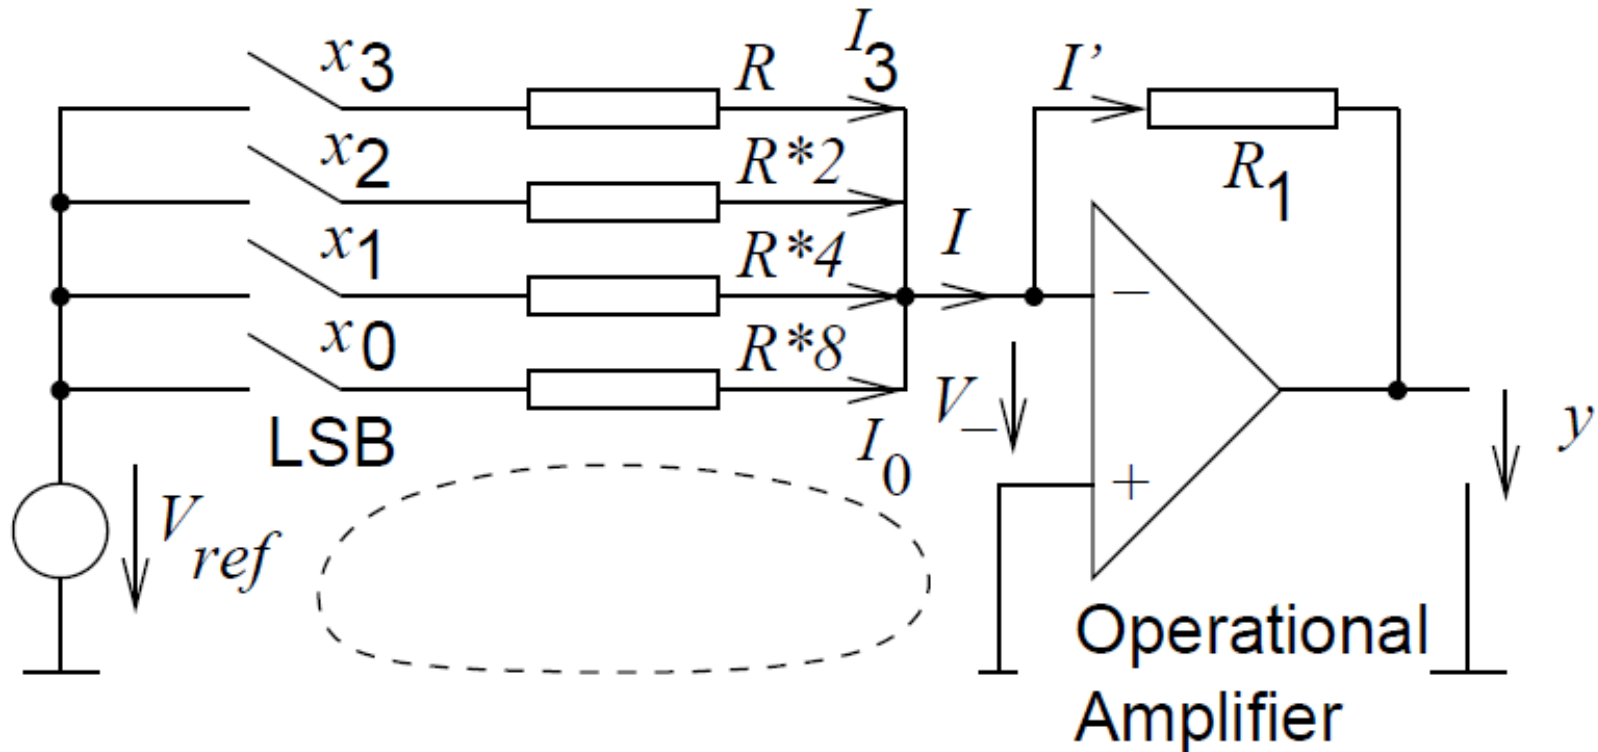 x3 R I3 I’
x2 R*2 R1
x1 R*4 I
x0 R*8 −
LSB I0 V− + y
Vref
Operational
Amplifier